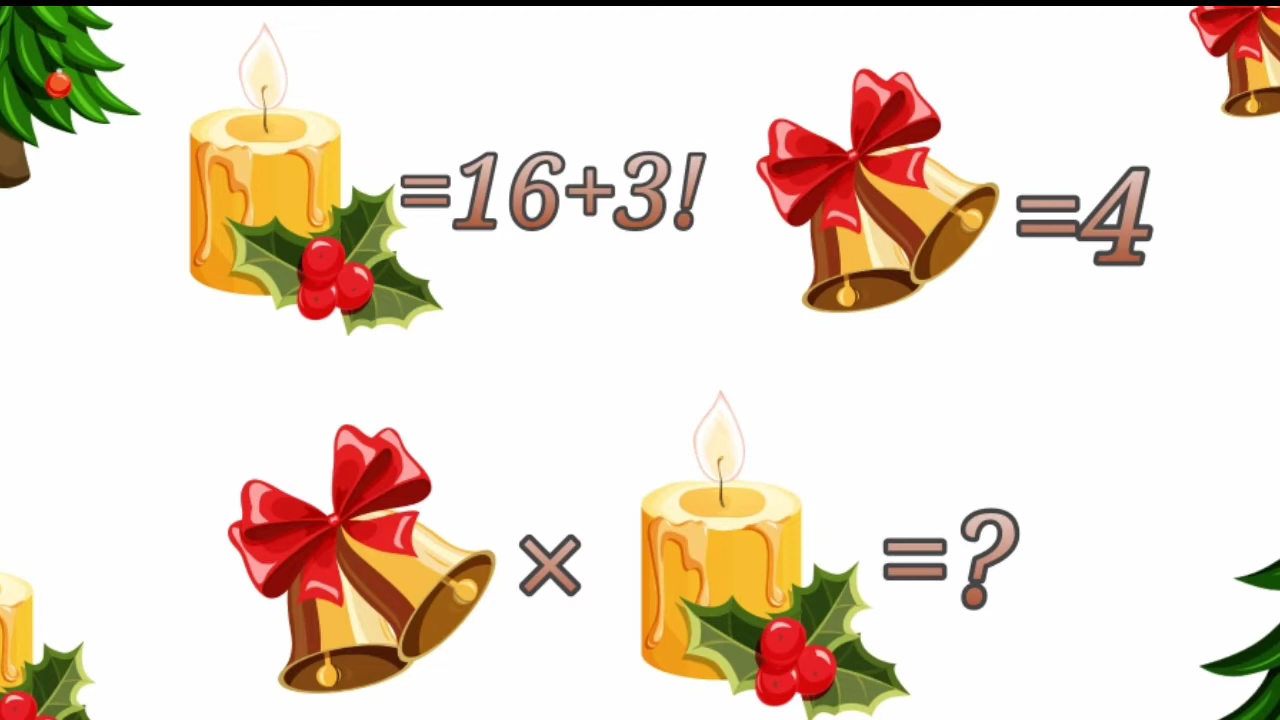 =16+3!
=4
× =?